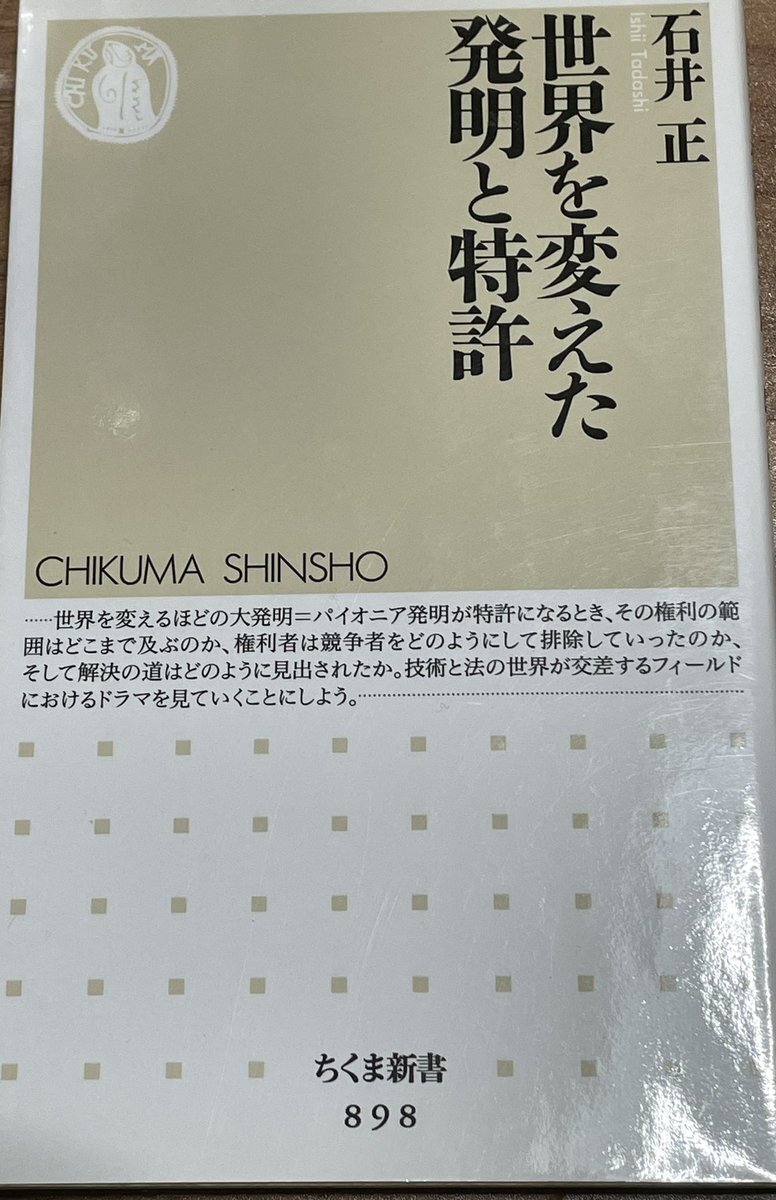 石井 正
Ishii Tadashi
世界を変えた
発明と特許
CHIKUMA
CHIKUMA SHINSHO
……世界を変えるほどの大発明＝パイオニア発明が特許になるとき、その権利の範
囲はどこまで及ぶのか、権利者は競争者をどのようにして排除していったのか、
そして解決の道はどのように見出されたか。技術と法の世界が交差するフィールド
におけるドラマを見ていくことにしよう。……………………………………………
ちくま新書
898